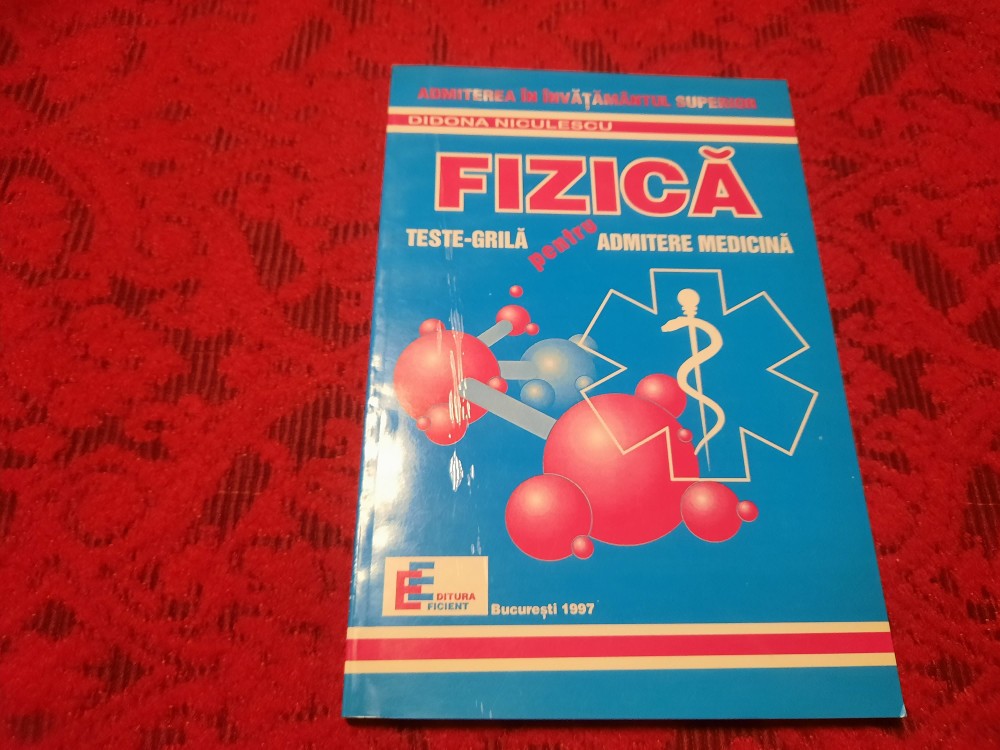 ADMITEREA ÎN ÎNVĂȚĂMÂNTUL SUPERIOR
DIDONA NICULESCU
FIZICĂ
TESTE-GRILĂ pentru ADMITERE MEDICINĂ
EDITURA
EFICIENT
București 1997